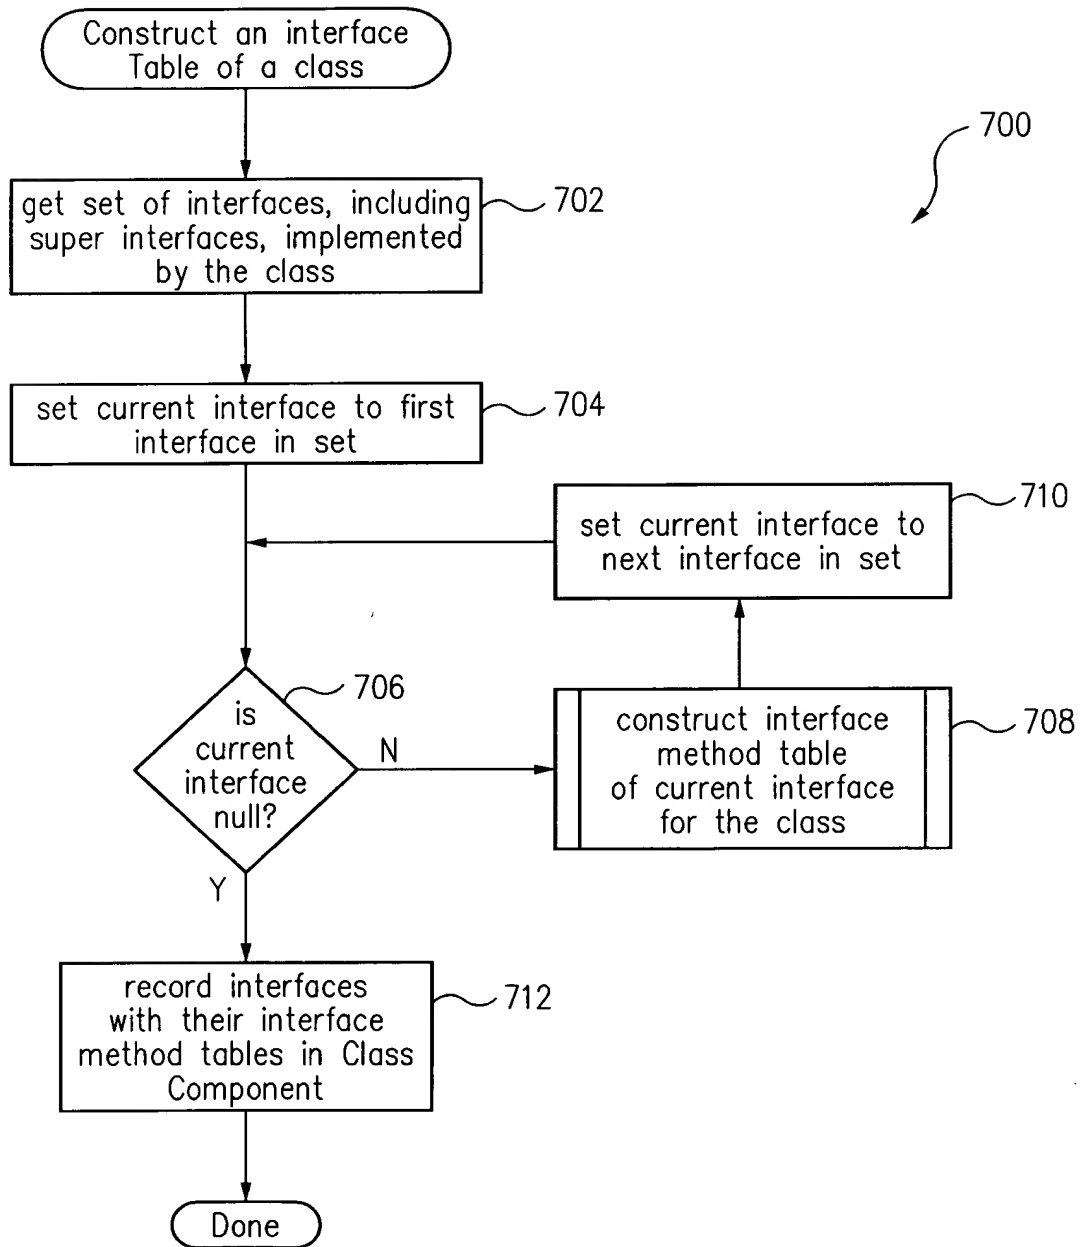 Construct an interface
Table of a class
700
get set of interfaces, including
super interfaces, implemented
by the class
702
set current interface to first
interface in set
704
set current interface to
next interface in set
710
is
current
interface
null?
706
N
Y
construct interface
method table
of current interface
for the class
708
record interfaces
with their interface
method tables in Class
Component
712
Done